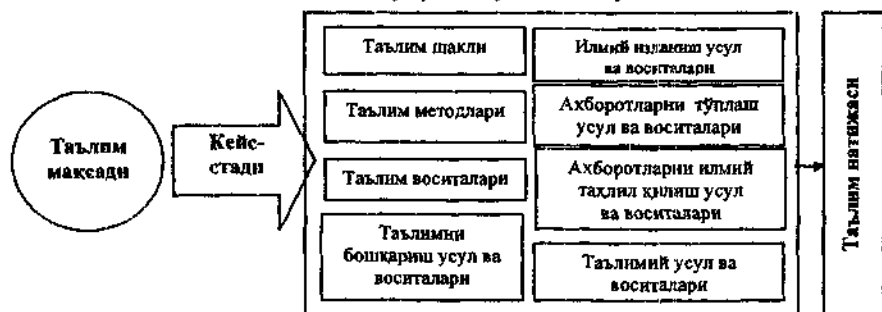 Таълим
мақсади
Кейс-
стади
Таълим шакли
Таълим методлари
Таълим воситалари
Таълимни
бошқариш усул ва
воситалари
Илмий изланиш усул
ва воситалари
Ахборотларни тўплаш
усул ва воситалари
Ахборотларни илмий
таҳлил қилиш усул
ва воситалари
Таълимий усул ва
воситалари
Таълим натижаси